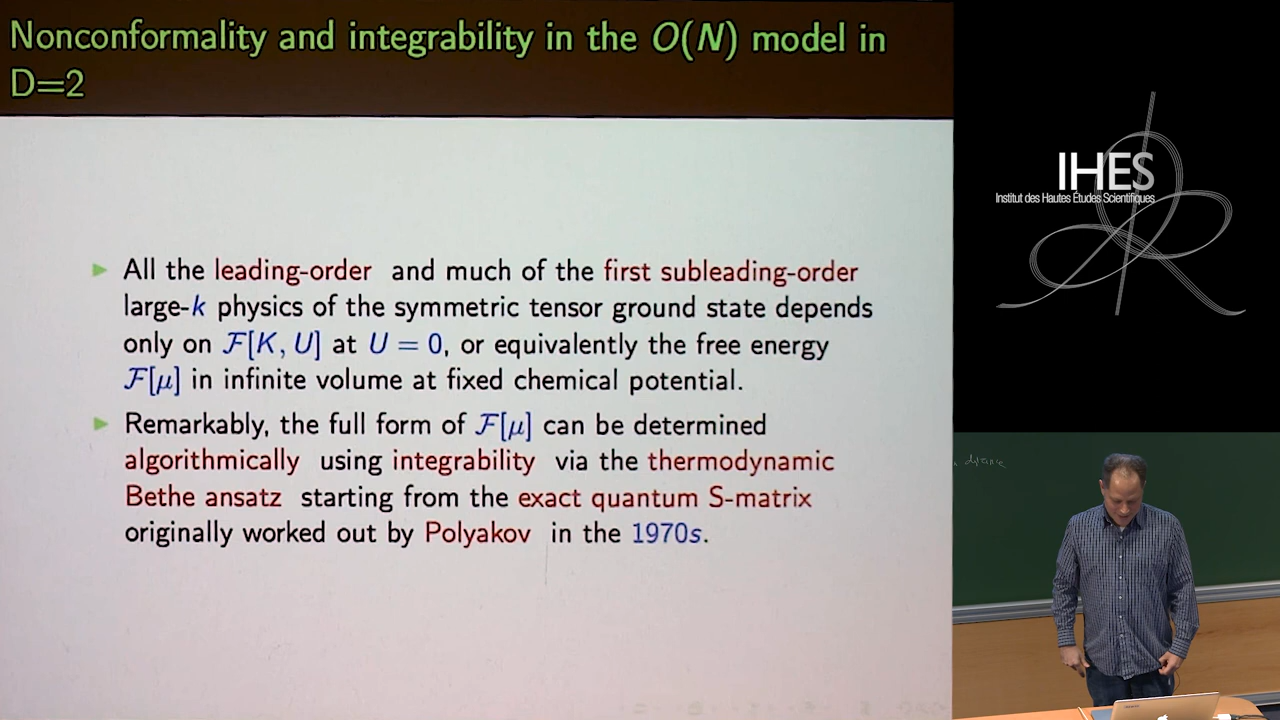 Nonconformality and integrability in the O(N) model in
D=2
▶ All the leading-order and much of the first subleading-order
large-k physics of the symmetric tensor ground state depends
only on ℱ[K, U] at U = 0, or equivalently the free energy
ℱ[μ] in infinite volume at fixed chemical potential.
▶ Remarkably, the full form of ℱ[μ] can be determined
algorithmically using integrability via the thermodynamic
Bethe ansatz starting from the exact quantum S-matrix
originally worked out by Polyakov in the 1970s.
IHES
Institut des Hautes Études Scientifiques